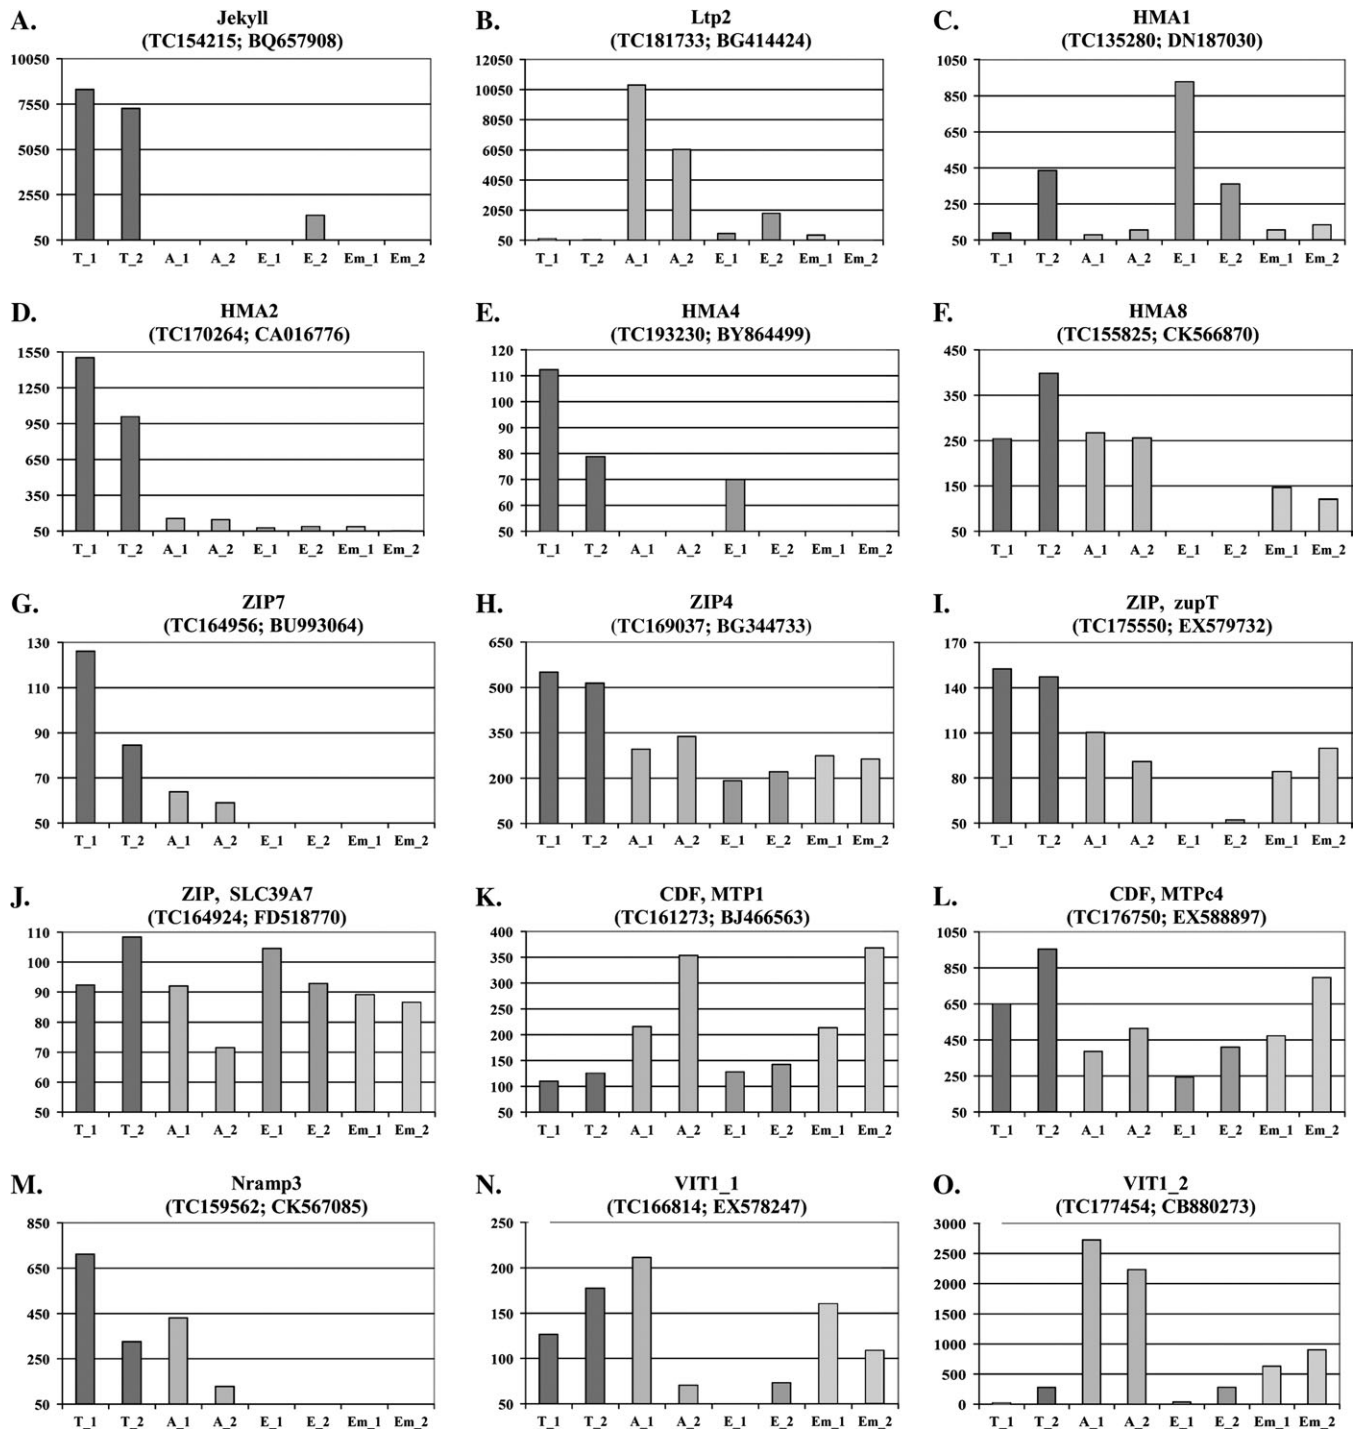 A. Jekyll
(TC154215; BQ657908)
10050
7550
5050
2550
50
T_1 T_2 A_1 A_2 E_1 E_2 Em_1 Em_2
B. Ltp2
(TC181733; BG414424)
12050
10050
8050
6050
4050
2050
50
T_1 T_2 A_1 A_2 E_1 E_2 Em_1 Em_2
C. HMA1
(TC135280; DN187030)
1050
850
650
450
250
50
T_1 T_2 A_1 A_2 E_1 E_2 Em_1 Em_2
D. HMA2
(TC170264; CA016776)
1550
1250
950
650
350
50
T_1 T_2 A_1 A_2 E_1 E_2 Em_1 Em_2
E. HMA4
(TC193230; BY864499)
120
110
100
90
80
70
60
50
T_1 T_2 A_1 A_2 E_1 E_2 Em_1 Em_2
F. HMA8
(TC155825; CK566870)
450
350
250
150
50
T_1 T_2 A_1 A_2 E_1 E_2 Em_1 Em_2
G. ZIP7
(TC164956; BU993064)
130
110
90
70
50
T_1 T_2 A_1 A_2 E_1 E_2 Em_1 Em_2
H. ZIP4
(TC169037; BG344733)
650
500
350
200
50
T_1 T_2 A_1 A_2 E_1 E_2 Em_1 Em_2
I. ZIP, zupT
(TC175550; EX579732)
170
140
110
80
50
T_1 T_2 A_1 A_2 E_1 E_2 Em_1 Em_2
J. ZIP, SLC39A7
(TC164924; FD518770)
110
100
90
80
70
60
50
T_1 T_2 A_1 A_2 E_1 E_2 Em_1 Em_2
K. CDF, MTP1
(TC161273; BJ466563)
400
350
300
250
200
150
100
50
T_1 T_2 A_1 A_2 E_1 E_2 Em_1 Em_2
L. CDF, MTPc4
(TC176750; EX588897)
1050
850
650
450
250
50
T_1 T_2 A_1 A_2 E_1 E_2 Em_1 Em_2
M. Nramp3
(TC159562; CK567085)
850
650
450
250
50
T_1 T_2 A_1 A_2 E_1 E_2 Em_1 Em_2
N. VIT1_1
(TC166814; EX578247)
250
200
150
100
50
T_1 T_2 A_1 A_2 E_1 E_2 Em_1 Em_2
O. VIT1_2
(TC177454; CB880273)
3000
2500
2000
1500
1000
500
0
T_1 T_2 A_1 A_2 E_1 E_2 Em_1 Em_2